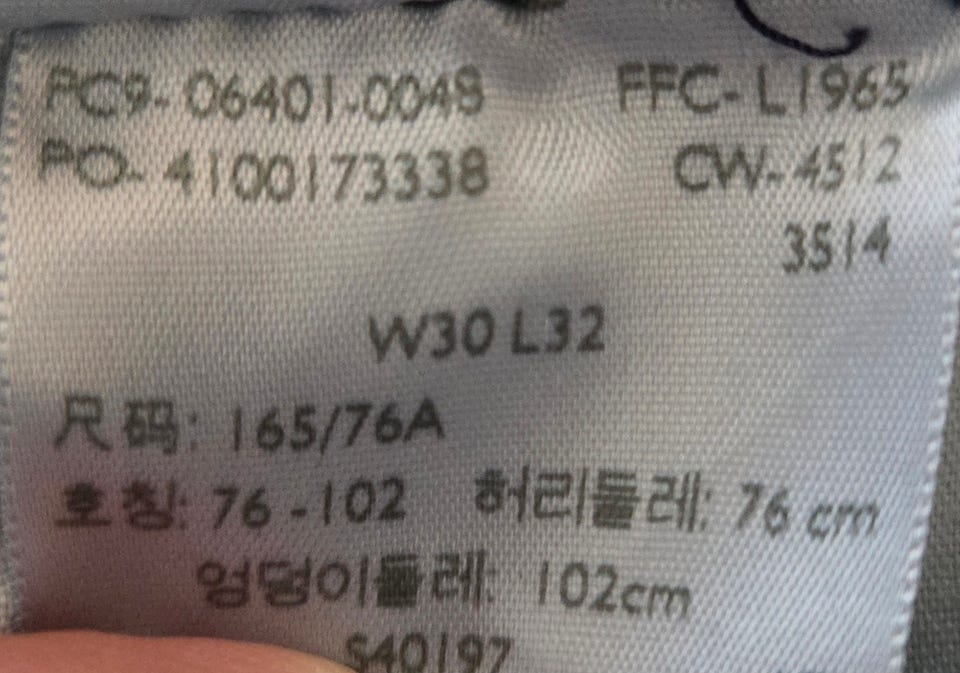 PC9-06401-0048 FFC-L1965
PO-4100173338 CW-4512
3514
W30 L32
尺码: 165/76A
호칭: 76-102 허리둘레: 76 cm
엉덩이둘레: 102cm
S40197